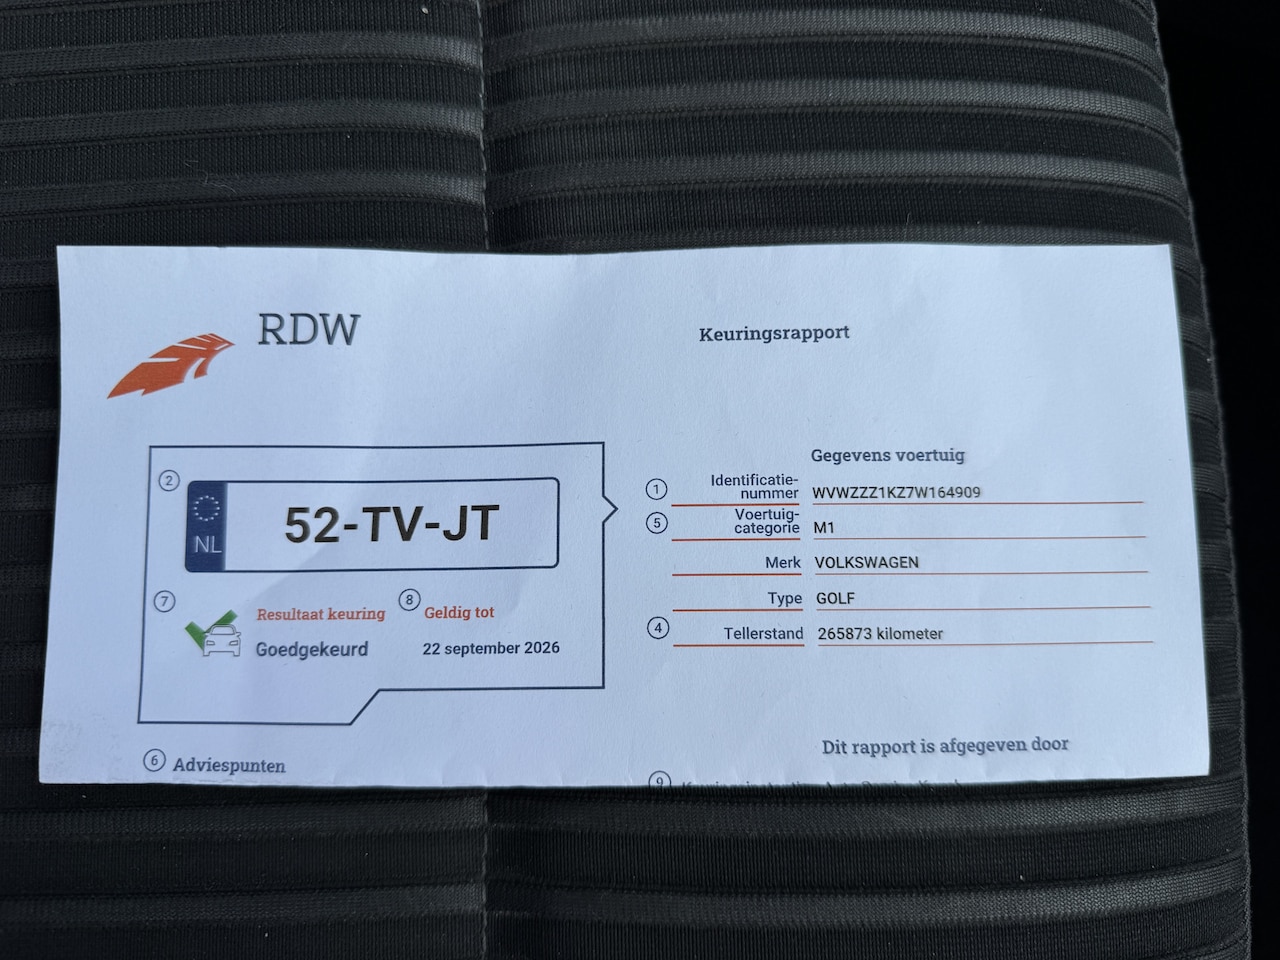 RDW
Keuringsrapport
2
NL
52-TV-JT
7
Resultaat keuring
Goedgekeurd
8
Geldig tot
22 september 2026
Gegevens voertuig
1 Identificatie-
nummer WVWZZZ1KZ7W164909
5 Voertuig-
categorie M1
Merk VOLKSWAGEN
Type GOLF
4 Tellerstand 265873 kilometer
6 Adviespunten
Dit rapport is afgegeven door
9